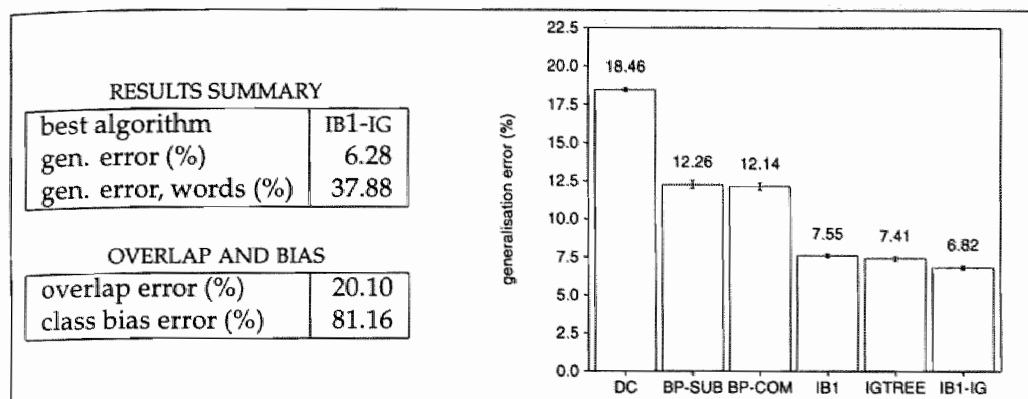 RESULTS SUMMARY
best algorithm IB1-IG
gen. error (%) 6.28
gen. error, words (%) 37.88
OVERLAP AND BIAS
overlap error (%) 20.10
class bias error (%) 81.16
generalisation error (%)
22.5
20.0
17.5
15.0
12.5
10.0
7.5
5.0
2.5
0.0
18.46
12.26
12.14
7.55
7.41
6.82
DC BP-SUB BP-COM IB1 IGTREE IB1-IG